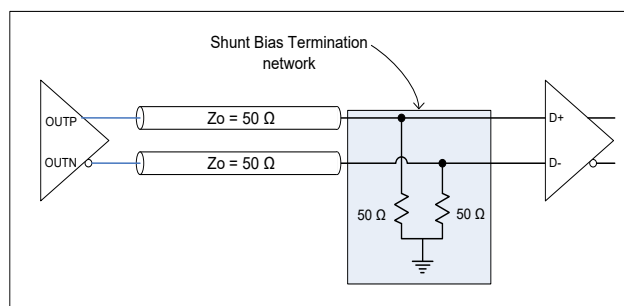 Shunt Bias Termination
network
OUTP
OUTN
Zo = 50 Ω
Zo = 50 Ω
D+
D-
50 Ω
50 Ω